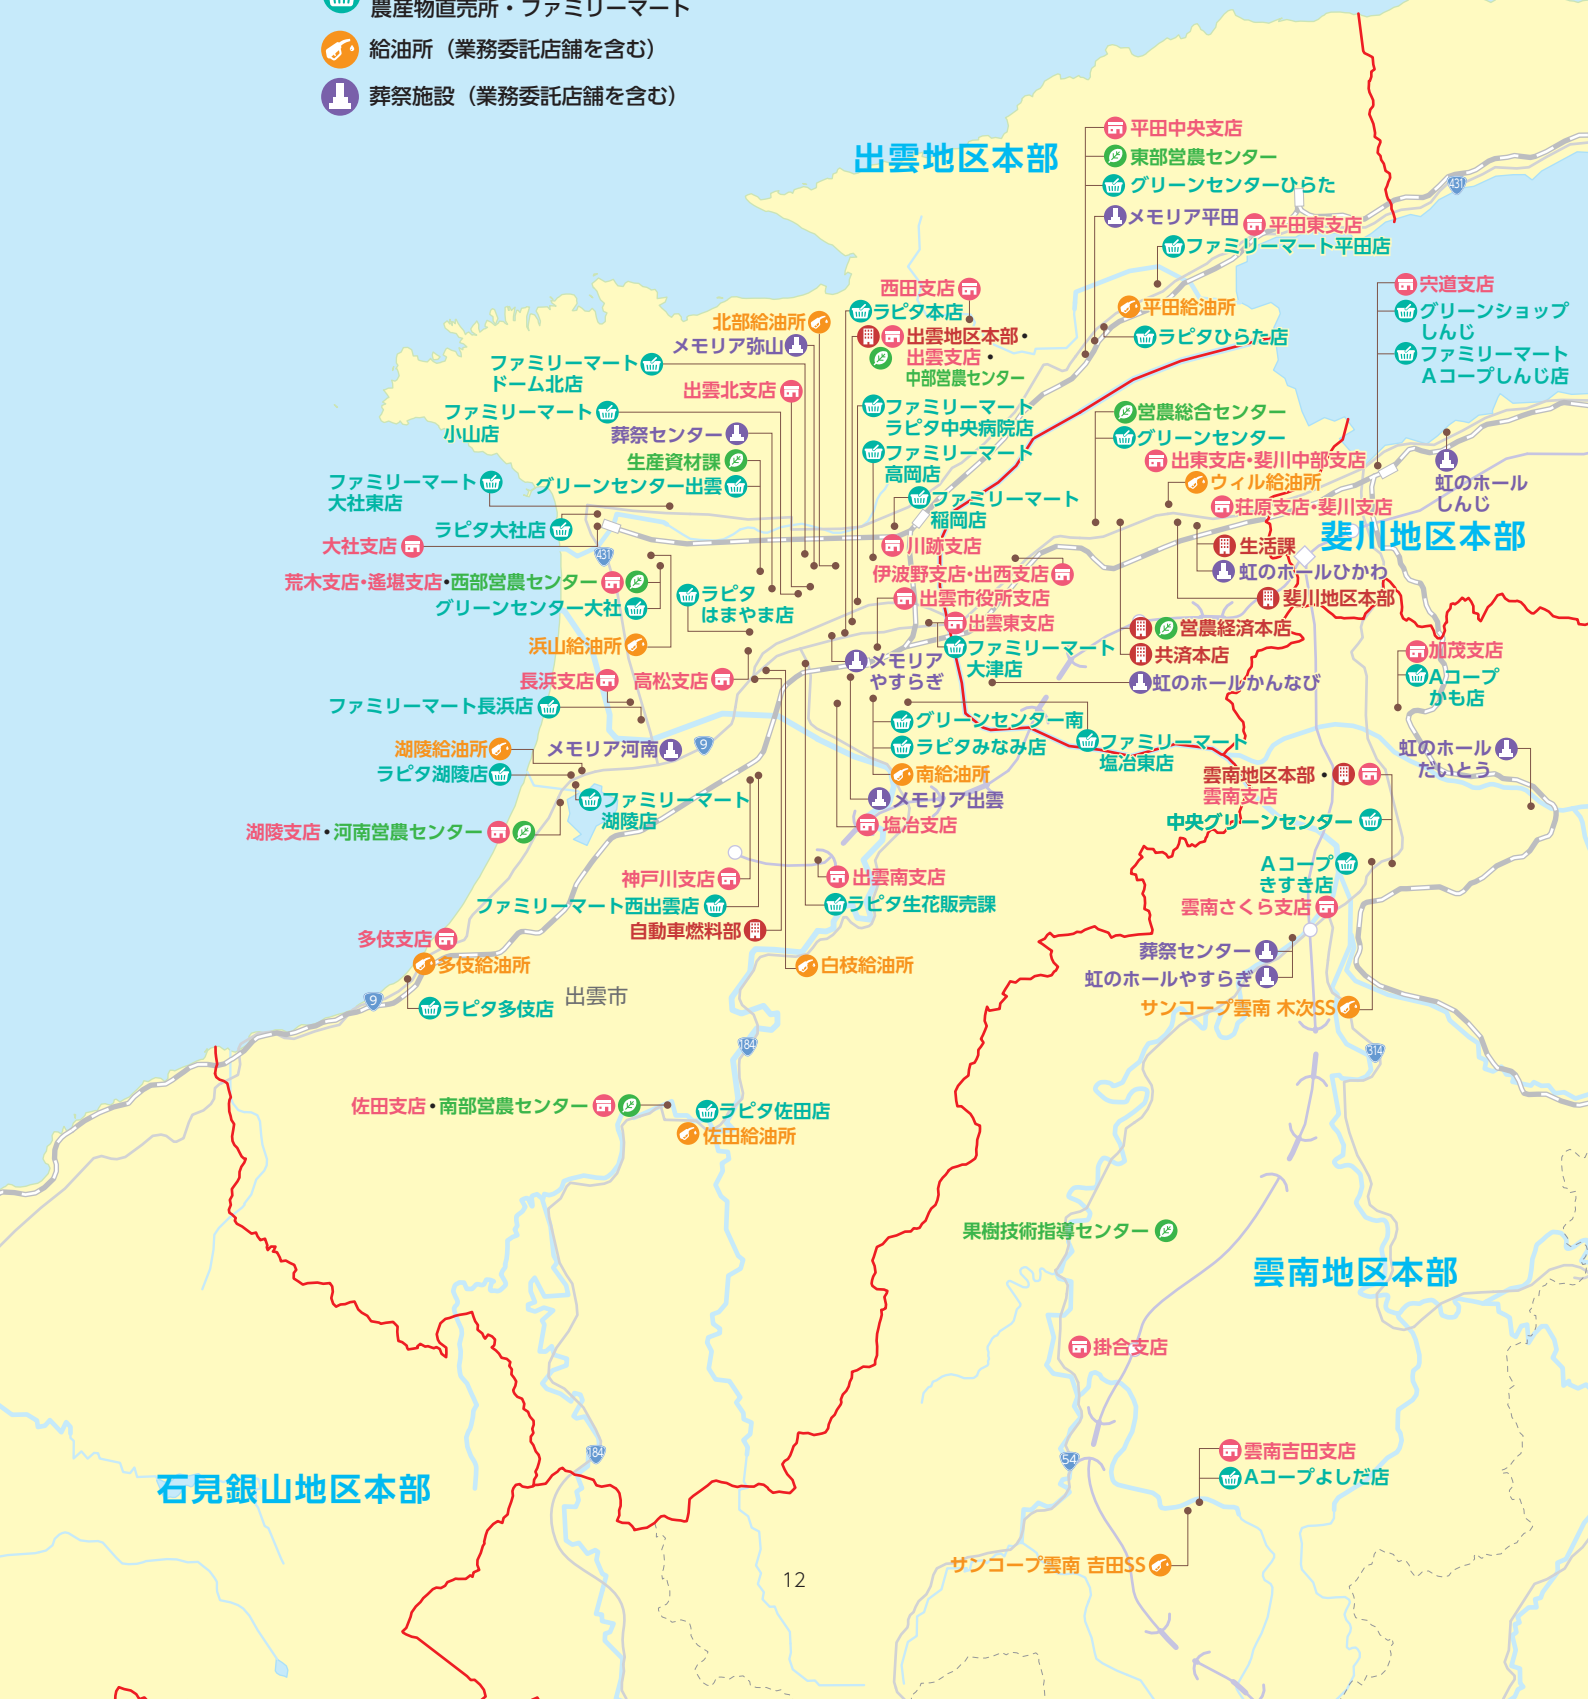 農産物直売所・ファミリーマート
給油所（業務委託店舗を含む）
葬祭施設（業務委託店舗を含む）
出雲地区本部
平田中央支店
東部営農センター
グリーンセンターひらた
メモリア平田
平田東支店
ファミリーマート平田店
431
西田支店
ラピタ本店
出雲地区本部・
出雲支店・
中部営農センター
平田給油所
ラピタひらた店
宍道支店
グリーンショップ
しんじ
ファミリーマート
Aコープしんじ店
北部給油所
メモリア弥山
ファミリーマート
ドーム北店
出雲北支店
ファミリーマート
小山店
葬祭センター
生産資材課
グリーンセンター出雲
ファミリーマート
大社東店
ラピタ大社店
大社支店
431
ファミリーマート
ラピタ中央病院店
ファミリーマート
高岡店
ファミリーマート
稲岡店
川跡支店
営農総合センター
グリーンセンター
出東支店・斐川中部支店
ウィル給油所
荘原支店・斐川支店
虹のホール
しんじ
斐川地区本部
生活課
虹のホールひかわ
斐川地区本部
伊波野支店・出西支店
出雲市役所支店
出雲東支店
ファミリーマート
大津店
営農経済本店
共済本店
虹のホールかんなび
荒木支店・遙堪支店・西部営農センター
グリーンセンター大社
浜山給油所
ラピタ
はまやま店
長浜支店
高松支店
ファミリーマート長浜店
メモリア
やすらぎ
加茂支店
Aコープ
かも店
湖陵給油所
メモリア河南
9
ラピタ湖陵店
ファミリーマート
湖陵店
湖陵支店・河南営農センター
グリーンセンター南
ラピタみなみ店
南給油所
メモリア出雲
塩冶支店
ファミリーマート
塩冶東店
虹のホール
だいとう
雲南地区本部・
雲南支店
中央グリーンセンター
Aコープ
きすき店
雲南さくら支店
葬祭センター
虹のホールやすらぎ
サンコープ雲南 木次SS
314
神戸川支店
ファミリーマート西出雲店
自動車燃料部
出雲南支店
ラピタ生花販売課
白枝給油所
多伎支店
多伎給油所
9
ラピタ多伎店
出雲市
184
佐田支店・南部営農センター
ラピタ佐田店
佐田給油所
果樹技術指導センター
雲南地区本部
掛合支店
54
雲南吉田支店
Aコープよしだ店
サンコープ雲南 吉田SS
184
石見銀山地区本部
12